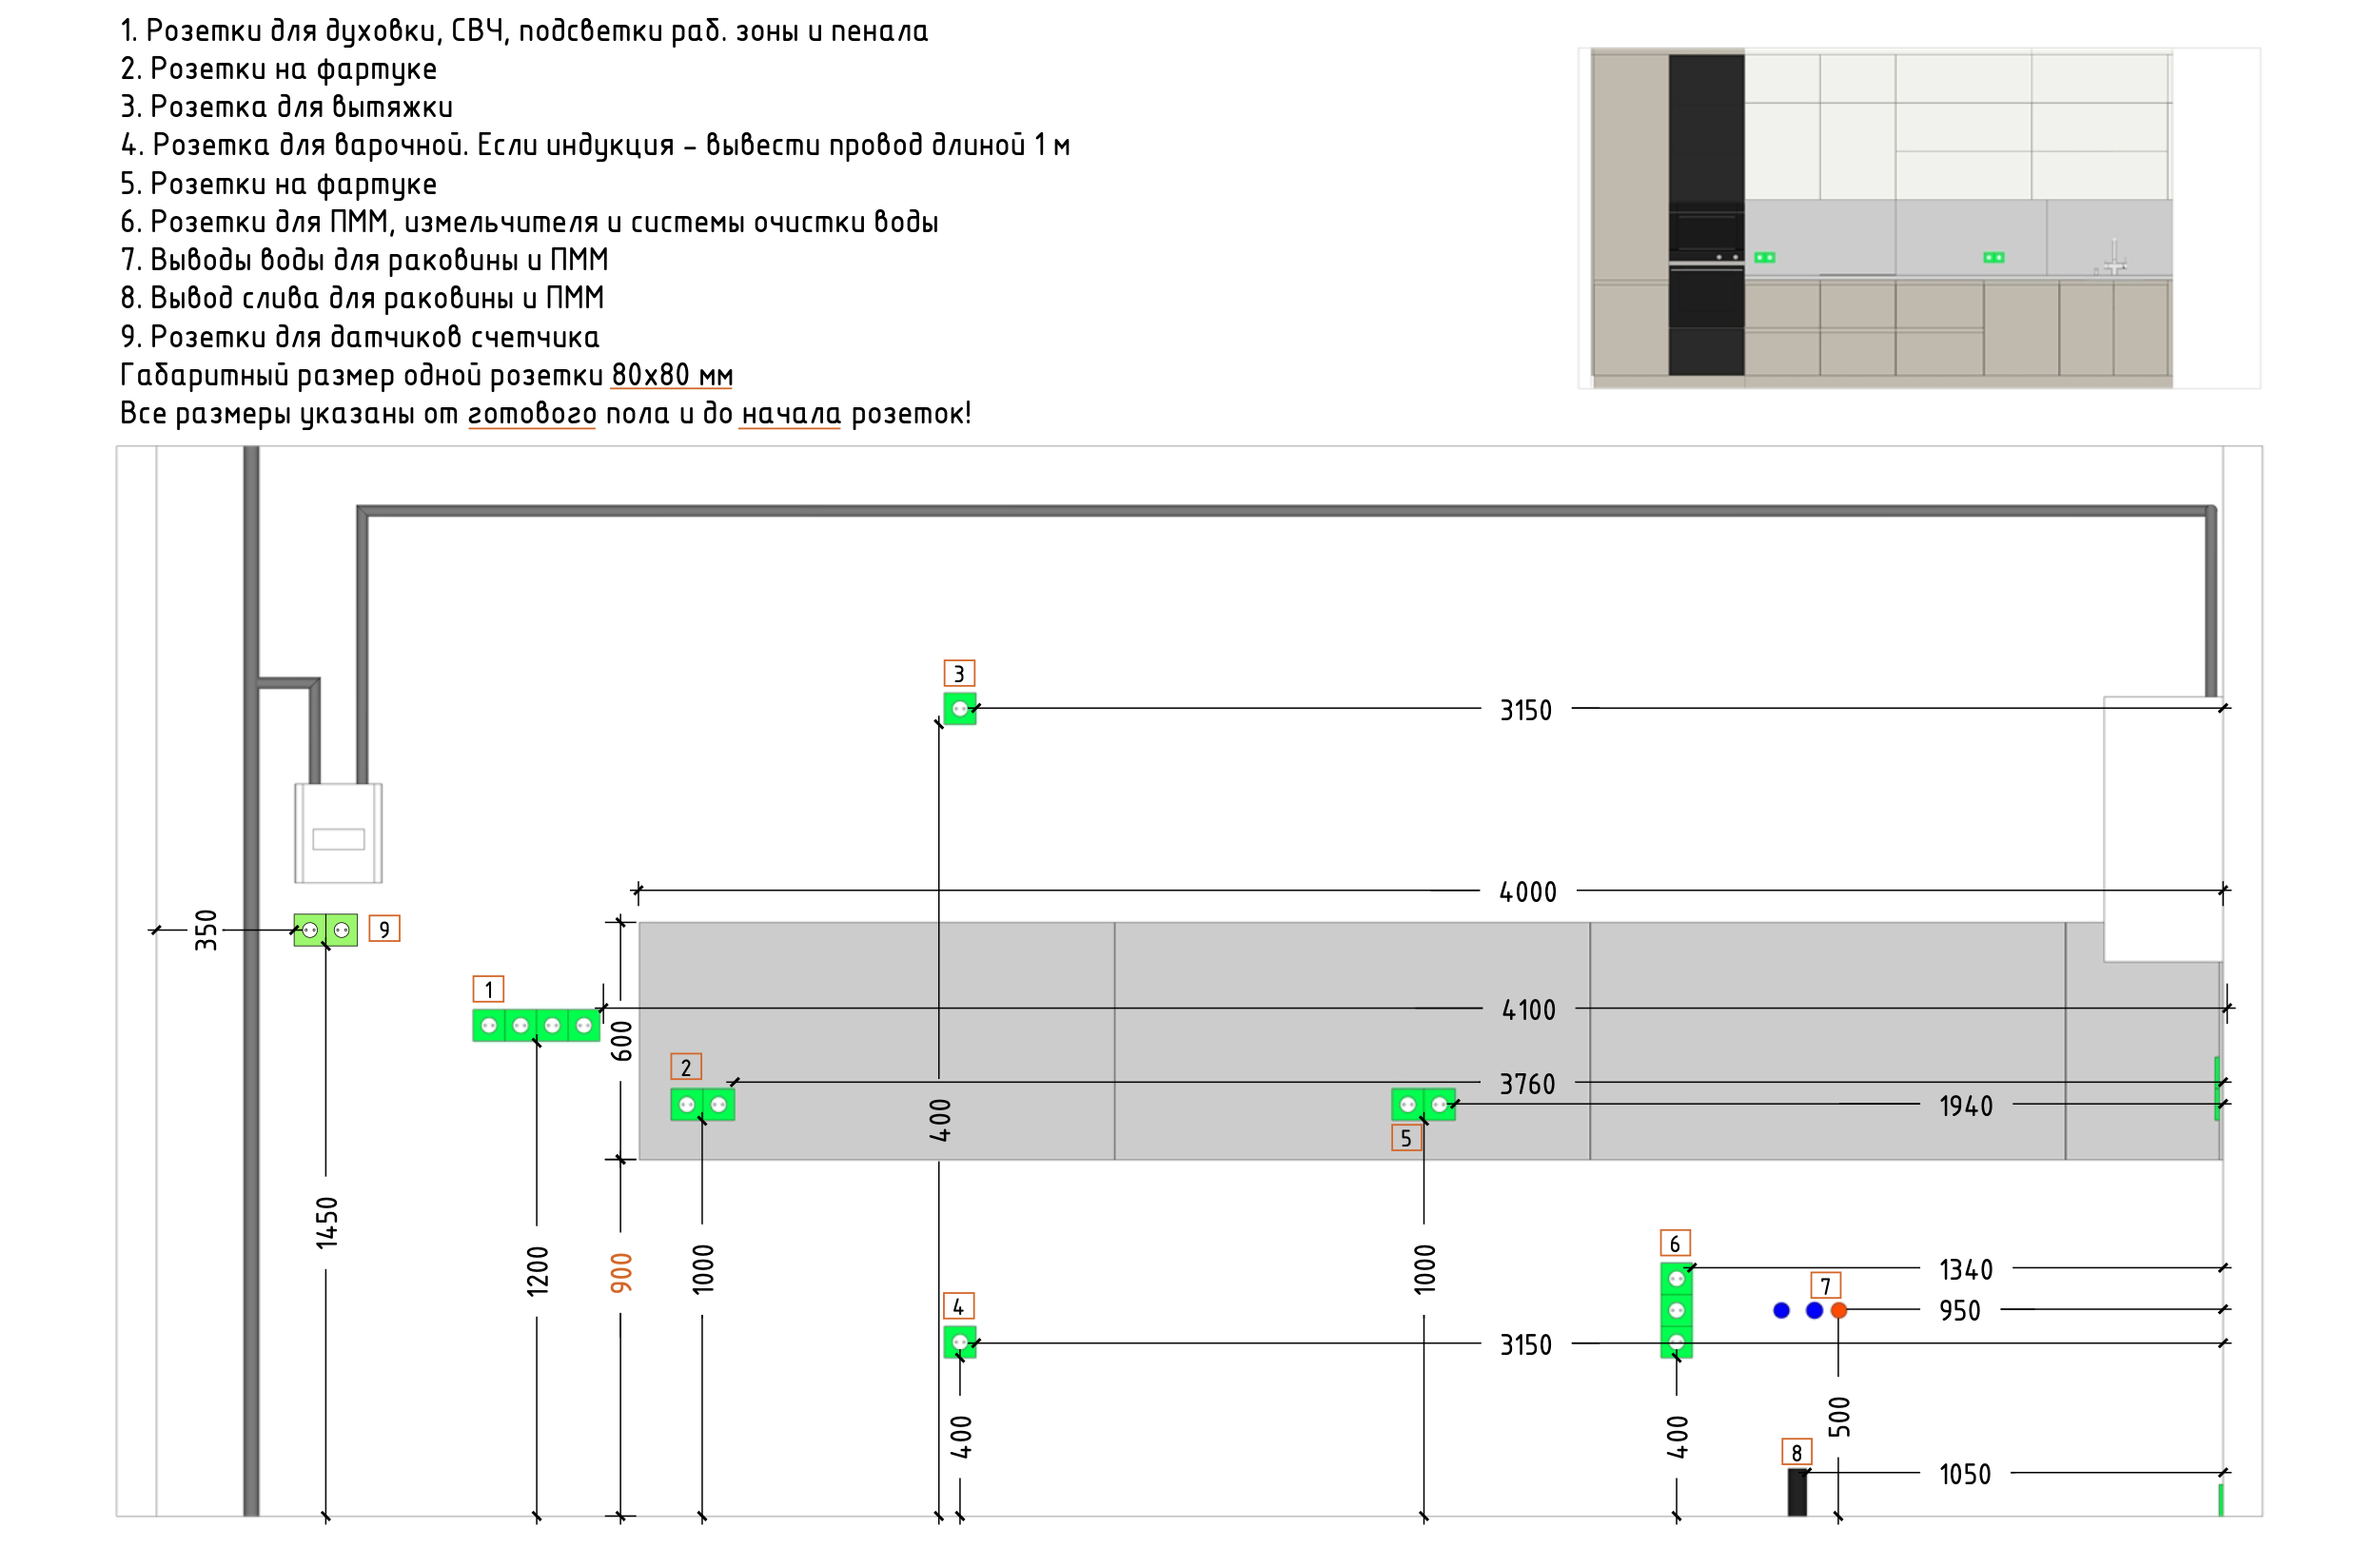 1. Розетки для духовки, СВЧ, подсветки раб. зоны и пенала
2. Розетки на фартуке
3. Розетка для вытяжки
4. Розетка для варочной. Если индукция – вывести провод длиной 1 м
5. Розетки на фартуке
6. Розетки для ПММ, измельчителя и системы очистки воды
7. Выводы воды для раковины и ПММ
8. Вывод слива для раковины и ПММ
9. Розетки для датчиков счетчика
Габаритный размер одной розетки 80х80 мм
Все размеры указаны от готового пола и до начала розеток!
3
3150
4000
350
9
1
4100
600
2
3760
400
1940
5
1450
1200
900
1000
1000
6
1340
7
950
4
3150
400
400
500
8
1050